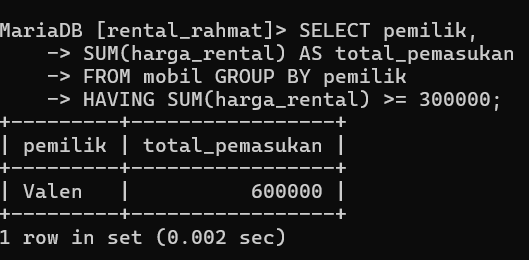 MariaDB [rental_rahmat]> SELECT pemilik,
    -> SUM(harga_rental) AS total_pemasukan
    -> FROM mobil GROUP BY pemilik
    -> HAVING SUM(harga_rental) >= 300000;
+---------+-----------------+
| pemilik | total_pemasukan |
+---------+-----------------+
| Valen   |          600000 |
+---------+-----------------+
1 row in set (0.002 sec)